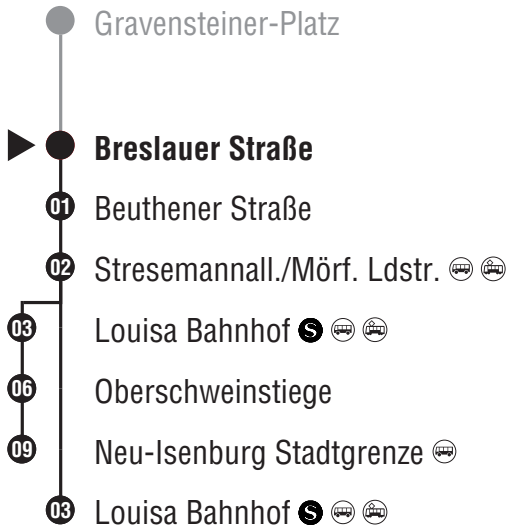 Gravensteiner-Platz
Breslauer Straße
01 Beuthener Straße
02 Stresemannall./Mörf. Ldstr.
03 Louisa Bahnhof S
06 Oberschweinstiege
09 Neu-Isenburg Stadtgrenze
03 Louisa Bahnhof S